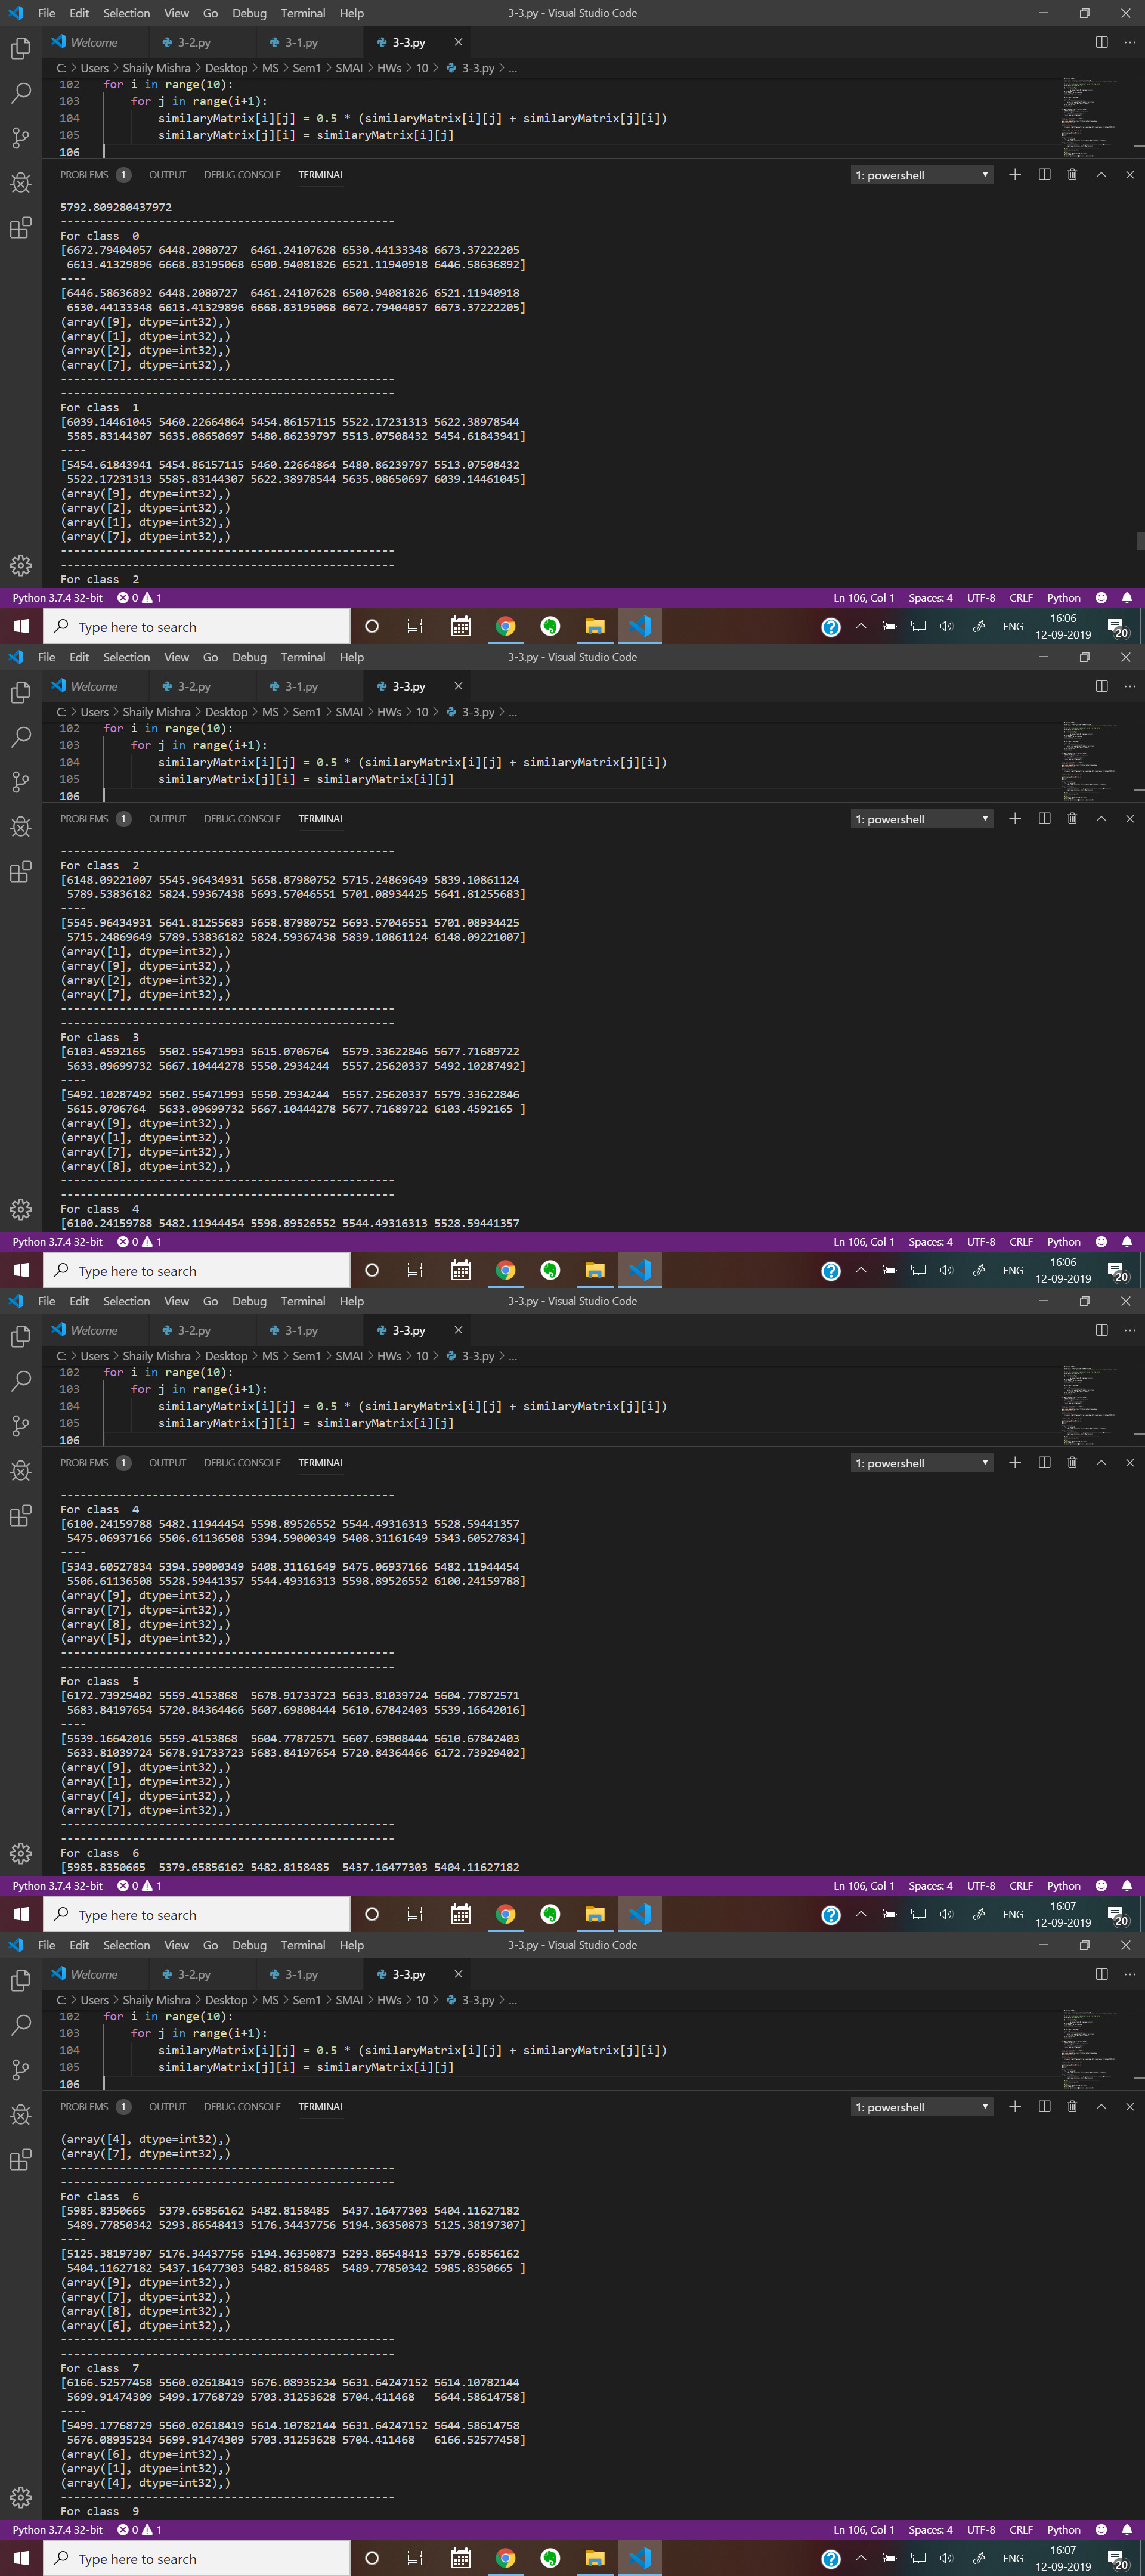 File Edit Selection View Go Debug Terminal Help 3-3.py - Visual Studio Code
Welcome 3-2.py 3-1.py 3-3.py
C: > Users > Shaily Mishra > Desktop > MS > Sem1 > SMAI > HWs > 10 > 3-3.py > ...
102 for i in range(10):
103 for j in range(i+1):
104 similaryMatrix[i][j] = 0.5 * (similaryMatrix[i][j] + similaryMatrix[j][i])
105 similaryMatrix[j][i] = similaryMatrix[i][j]
106
PROBLEMS 1 OUTPUT DEBUG CONSOLE TERMINAL 1: powershell
5792.809280437972
---------------------------------------------------
For class  0
[6672.79404057 6448.2080727  6461.24107628 6530.44133348 6673.37222205
 6613.41329896 6668.83195068 6500.94081826 6521.11940918 6446.58636892]
----
[6446.58636892 6448.2080727  6461.24107628 6500.94081826 6521.11940918
 6530.44133348 6613.41329896 6668.83195068 6672.79404057 6673.37222205]
(array([9], dtype=int32),)
(array([1], dtype=int32),)
(array([2], dtype=int32),)
(array([7], dtype=int32),)
---------------------------------------------------
---------------------------------------------------
For class  1
[6039.14461045 5460.22664864 5454.86157115 5522.17231313 5622.38978544
 5585.83144307 5635.08650697 5480.86239797 5513.07508432 5454.61843941]
----
[5454.61843941 5454.86157115 5460.22664864 5480.86239797 5513.07508432
 5522.17231313 5585.83144307 5622.38978544 5635.08650697 6039.14461045]
(array([9], dtype=int32),)
(array([2], dtype=int32),)
(array([1], dtype=int32),)
(array([7], dtype=int32),)
---------------------------------------------------
---------------------------------------------------
For class  2
Python 3.7.4 32-bit 0 1 Ln 106, Col 1 Spaces: 4 UTF-8 CRLF Python
Type here to search ENG 16:06 12-09-2019 20
File Edit Selection View Go Debug Terminal Help 3-3.py - Visual Studio Code
Welcome 3-2.py 3-1.py 3-3.py
C: > Users > Shaily Mishra > Desktop > MS > Sem1 > SMAI > HWs > 10 > 3-3.py > ...
102 for i in range(10):
103 for j in range(i+1):
104 similaryMatrix[i][j] = 0.5 * (similaryMatrix[i][j] + similaryMatrix[j][i])
105 similaryMatrix[j][i] = similaryMatrix[i][j]
106
PROBLEMS 1 OUTPUT DEBUG CONSOLE TERMINAL 1: powershell
---------------------------------------------------
For class  2
[6148.09221007 5545.96434931 5658.87980752 5715.24869649 5839.10861124
 5789.53836182 5824.59367438 5693.57046551 5701.08934425 5641.81255683]
----
[5545.96434931 5641.81255683 5658.87980752 5693.57046551 5701.08934425
 5715.24869649 5789.53836182 5824.59367438 5839.10861124 6148.09221007]
(array([1], dtype=int32),)
(array([9], dtype=int32),)
(array([2], dtype=int32),)
(array([7], dtype=int32),)
---------------------------------------------------
---------------------------------------------------
For class  3
[6103.4592165  5502.55471993 5615.0706764  5579.33622846 5677.71689722
 5633.09699732 5667.10444278 5550.2934244  5557.25620337 5492.10287492]
----
[5492.10287492 5502.55471993 5550.2934244  5557.25620337 5579.33622846
 5615.0706764  5633.09699732 5667.10444278 5677.71689722 6103.4592165 ]
(array([9], dtype=int32),)
(array([1], dtype=int32),)
(array([7], dtype=int32),)
(array([8], dtype=int32),)
---------------------------------------------------
---------------------------------------------------
For class  4
[6100.24159788 5482.11944454 5598.89526552 5544.49316313 5528.59441357
Python 3.7.4 32-bit 0 1 Ln 106, Col 1 Spaces: 4 UTF-8 CRLF Python
Type here to search ENG 16:06 12-09-2019 20
File Edit Selection View Go Debug Terminal Help 3-3.py - Visual Studio Code
Welcome 3-2.py 3-1.py 3-3.py
C: > Users > Shaily Mishra > Desktop > MS > Sem1 > SMAI > HWs > 10 > 3-3.py > ...
102 for i in range(10):
103 for j in range(i+1):
104 similaryMatrix[i][j] = 0.5 * (similaryMatrix[i][j] + similaryMatrix[j][i])
105 similaryMatrix[j][i] = similaryMatrix[i][j]
106
PROBLEMS 1 OUTPUT DEBUG CONSOLE TERMINAL 1: powershell
---------------------------------------------------
For class  4
[6100.24159788 5482.11944454 5598.89526552 5544.49316313 5528.59441357
 5475.06937166 5506.61136508 5394.59000349 5408.31161649 5343.60527834]
----
[5343.60527834 5394.59000349 5408.31161649 5475.06937166 5482.11944454
 5506.61136508 5528.59441357 5544.49316313 5598.89526552 6100.24159788]
(array([9], dtype=int32),)
(array([7], dtype=int32),)
(array([8], dtype=int32),)
(array([5], dtype=int32),)
---------------------------------------------------
---------------------------------------------------
For class  5
[6172.73929402 5559.4153868  5678.91733723 5633.81039724 5604.77872571
 5683.84197654 5720.84364466 5607.69808444 5610.67842403 5539.16642016]
----
[5539.16642016 5559.4153868  5604.77872571 5607.69808444 5610.67842403
 5633.81039724 5678.91733723 5683.84197654 5720.84364466 6172.73929402]
(array([9], dtype=int32),)
(array([1], dtype=int32),)
(array([4], dtype=int32),)
(array([7], dtype=int32),)
---------------------------------------------------
---------------------------------------------------
For class  6
[5985.8350665  5379.65856162 5482.8158485  5437.16477303 5404.11627182
Python 3.7.4 32-bit 0 1 Ln 106, Col 1 Spaces: 4 UTF-8 CRLF Python
Type here to search ENG 16:07 12-09-2019 20
File Edit Selection View Go Debug Terminal Help 3-3.py - Visual Studio Code
Welcome 3-2.py 3-1.py 3-3.py
C: > Users > Shaily Mishra > Desktop > MS > Sem1 > SMAI > HWs > 10 > 3-3.py > ...
102 for i in range(10):
103 for j in range(i+1):
104 similaryMatrix[i][j] = 0.5 * (similaryMatrix[i][j] + similaryMatrix[j][i])
105 similaryMatrix[j][i] = similaryMatrix[i][j]
106
PROBLEMS 1 OUTPUT DEBUG CONSOLE TERMINAL 1: powershell
(array([4], dtype=int32),)
(array([7], dtype=int32),)
---------------------------------------------------
---------------------------------------------------
For class  6
[5985.8350665  5379.65856162 5482.8158485  5437.16477303 5404.11627182
 5489.77850342 5293.86548413 5176.34437756 5194.36350873 5125.38197307]
----
[5125.38197307 5176.34437756 5194.36350873 5293.86548413 5379.65856162
 5404.11627182 5437.16477303 5482.8158485  5489.77850342 5985.8350665 ]
(array([9], dtype=int32),)
(array([7], dtype=int32),)
(array([8], dtype=int32),)
(array([6], dtype=int32),)
---------------------------------------------------
---------------------------------------------------
For class  7
[6166.52577458 5560.02618419 5676.08935234 5631.64247152 5614.10782144
 5699.91474309 5499.17768729 5703.31253628 5704.411468   5644.58614758]
----
[5499.17768729 5560.02618419 5614.10782144 5631.64247152 5644.58614758
 5676.08935234 5699.91474309 5703.31253628 5704.411468   6166.52577458]
(array([6], dtype=int32),)
(array([1], dtype=int32),)
(array([4], dtype=int32),)
---------------------------------------------------
For class  9
Python 3.7.4 32-bit 0 1 Ln 106, Col 1 Spaces: 4 UTF-8 CRLF Python
Type here to search ENG 16:07 12-09-2019 20